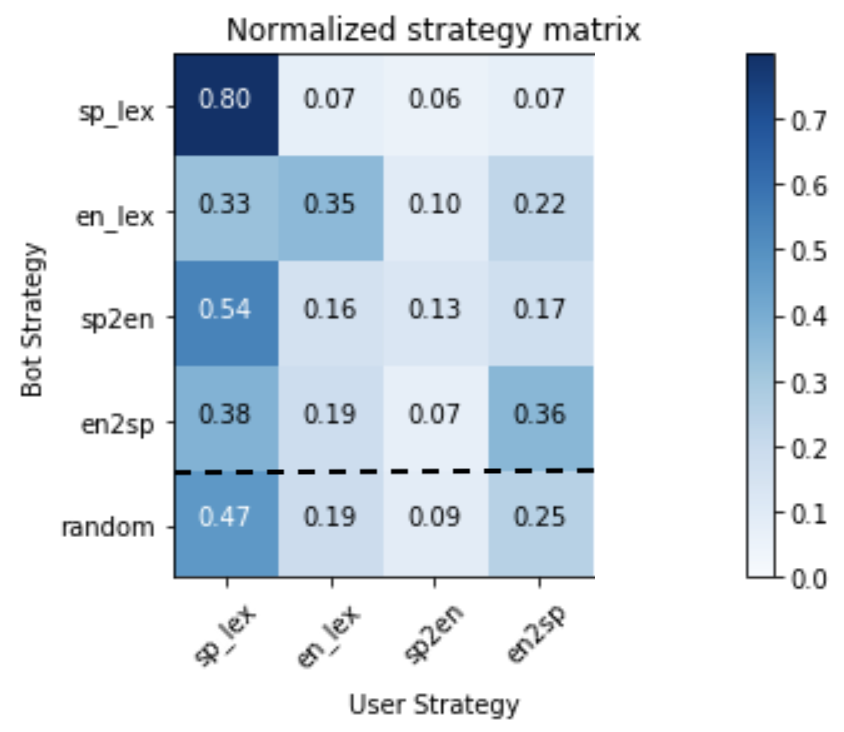 Normalized strategy matrix
Bot Strategy
sp_lex 0.80 0.07 0.06 0.07
en_lex 0.33 0.35 0.10 0.22
sp2en 0.54 0.16 0.13 0.17
en2sp 0.38 0.19 0.07 0.36
random 0.47 0.19 0.09 0.25
sp_lex en_lex sp2en en2sp
User Strategy
0.7
0.6
0.5
0.4
0.3
0.2
0.1
0.0